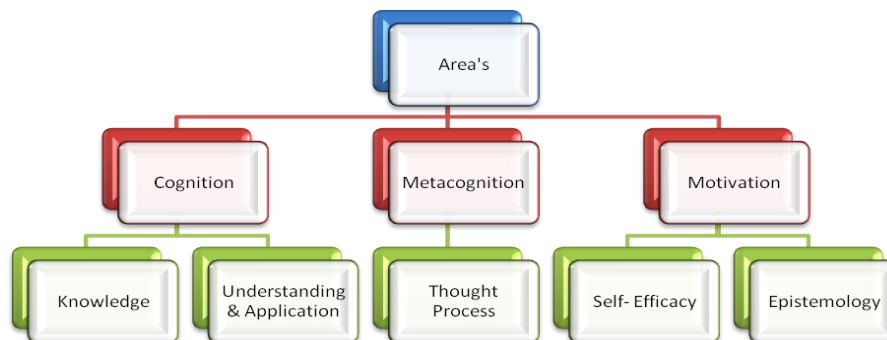 Area's
Cognition
Metacognition
Motivation
Knowledge
Understanding
& Application
Thought
Process
Self- Efficacy
Epistemology